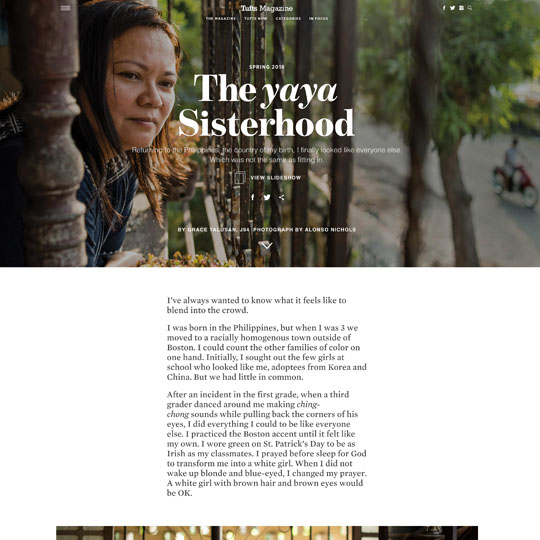 Tufts Magazine
THE MAGAZINE TUFTS NOW CATEGORIES IN FOCUS
SPRING 2016
The yaya
Sisterhood
Returning to the Philippines, the country of my birth, I finally looked like everyone else.
Which was not the same as fitting in.
VIEW SLIDESHOW
BY GRACE TALUSAN, J94 PHOTOGRAPH BY ALONSO NICHOLS
I've always wanted to know what it feels like to
blend into the crowd.
I was born in the Philippines, but when I was 3 we
moved to a racially homogenous town outside of
Boston. I could count the other families of color on
one hand. Initially, I sought out the few girls at
school who looked like me, adoptees from Korea and
China. But we had little in common.
After an incident in the first grade, when a third
grader danced around me making ching-
chong sounds while pulling back the corners of his
eyes, I did everything I could to be like everyone
else. I practiced the Boston accent until it felt like
my own. I wore green on St. Patrick's Day to be as
Irish as my classmates. I prayed before sleep for God
to transform me into a white girl. When I did not
wake up blonde and blue-eyed, I changed my prayer.
A white girl with brown hair and brown eyes would
be OK.